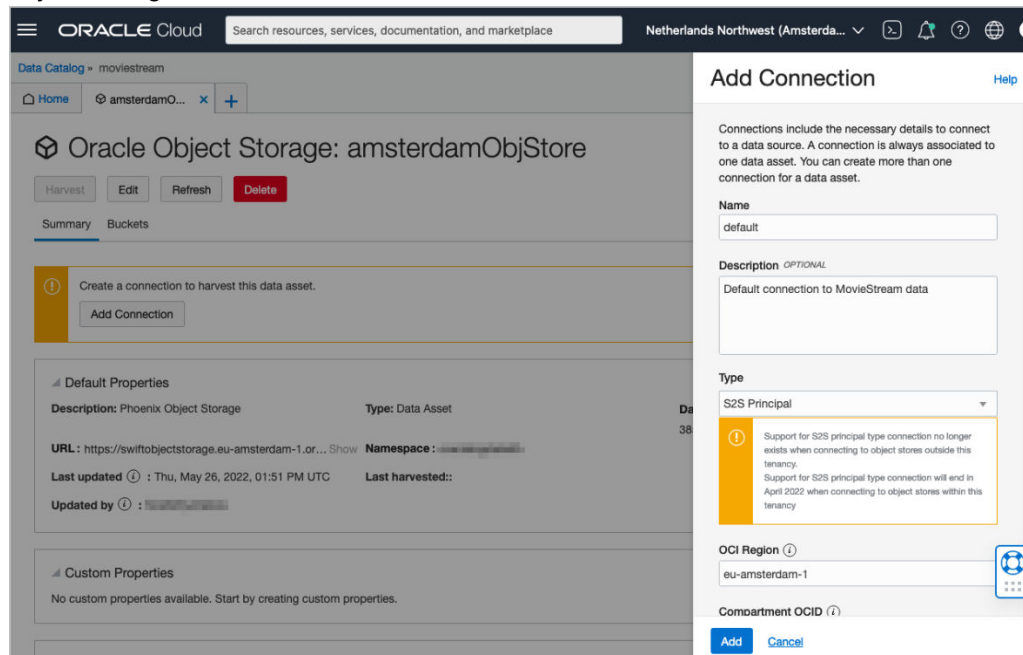 ORACLE Cloud
Search resources, services, documentation, and marketplace
Netherlands Northwest (Amsterda...
Data Catalog » moviestream
Home
amsterdamO... ×
+
Oracle Object Storage: amsterdamObjStore
Harvest
Edit
Refresh
Delete
Summary
Buckets
Create a connection to harvest this data asset.
Add Connection
Default Properties
Description: Phoenix Object Storage
Type: Data Asset
Da
38
URL : https://swiftobjectstorage.eu-amsterdam-1.or... Show
Namespace :
Last updated : Thu, May 26, 2022, 01:51 PM UTC
Last harvested::
Updated by :
Custom Properties
No custom properties available. Start by creating custom properties.
Add Connection
Help
Connections include the necessary details to connect
to a data source. A connection is always associated to
one data asset. You can create more than one
connection for a data asset.
Name
default
Description OPTIONAL
Default connection to MovieStream data
Type
S2S Principal
Support for S2S principal type connection no longer
exists when connecting to object stores outside this
tenancy.
Support for S2S principal type connection will end in
April 2022 when connecting to object stores within this
tenancy
OCI Region
eu-amsterdam-1
Compartment OCID
Add
Cancel